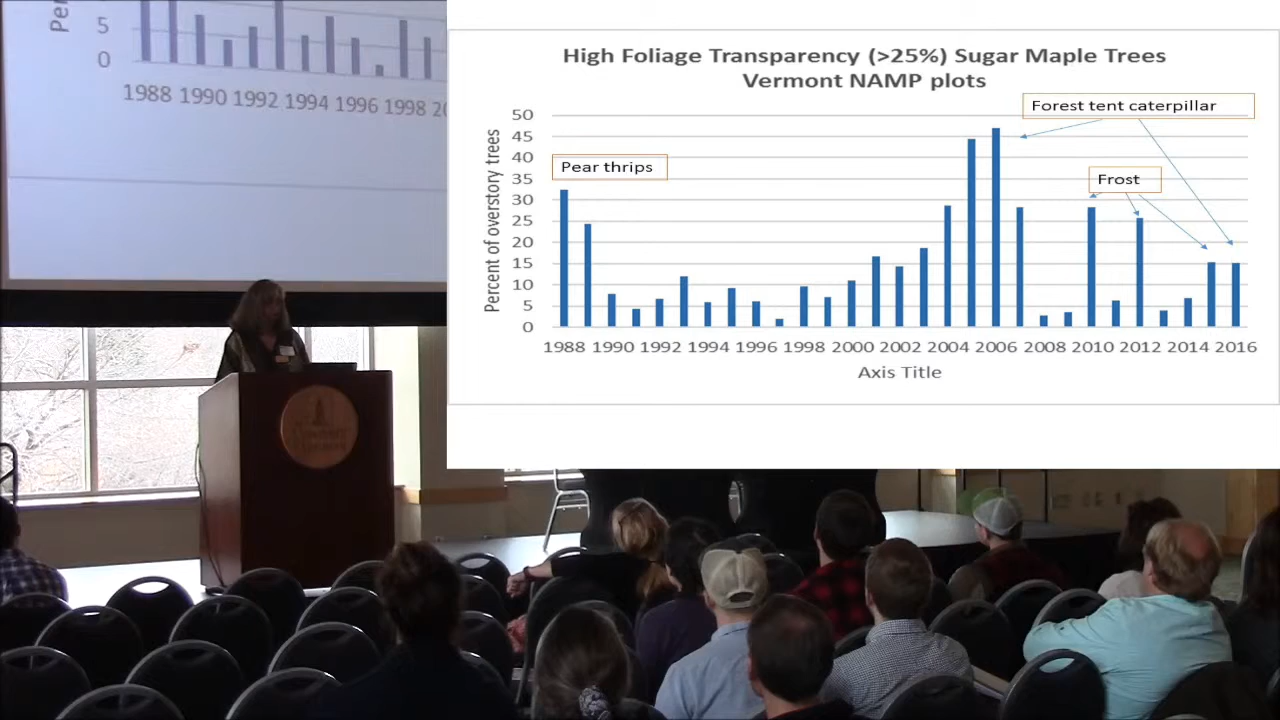 Per
5
0
1988 1990 1992 1994 1996 1998
High Foliage Transparency (>25%) Sugar Maple Trees
Vermont NAMP plots
Forest tent caterpillar
Pear thrips
Frost
Percent of overstory trees
50
45
40
35
30
25
20
15
10
5
0
1988 1990 1992 1994 1996 1998 2000 2002 2004 2006 2008 2010 2012 2014 2016
Axis Title